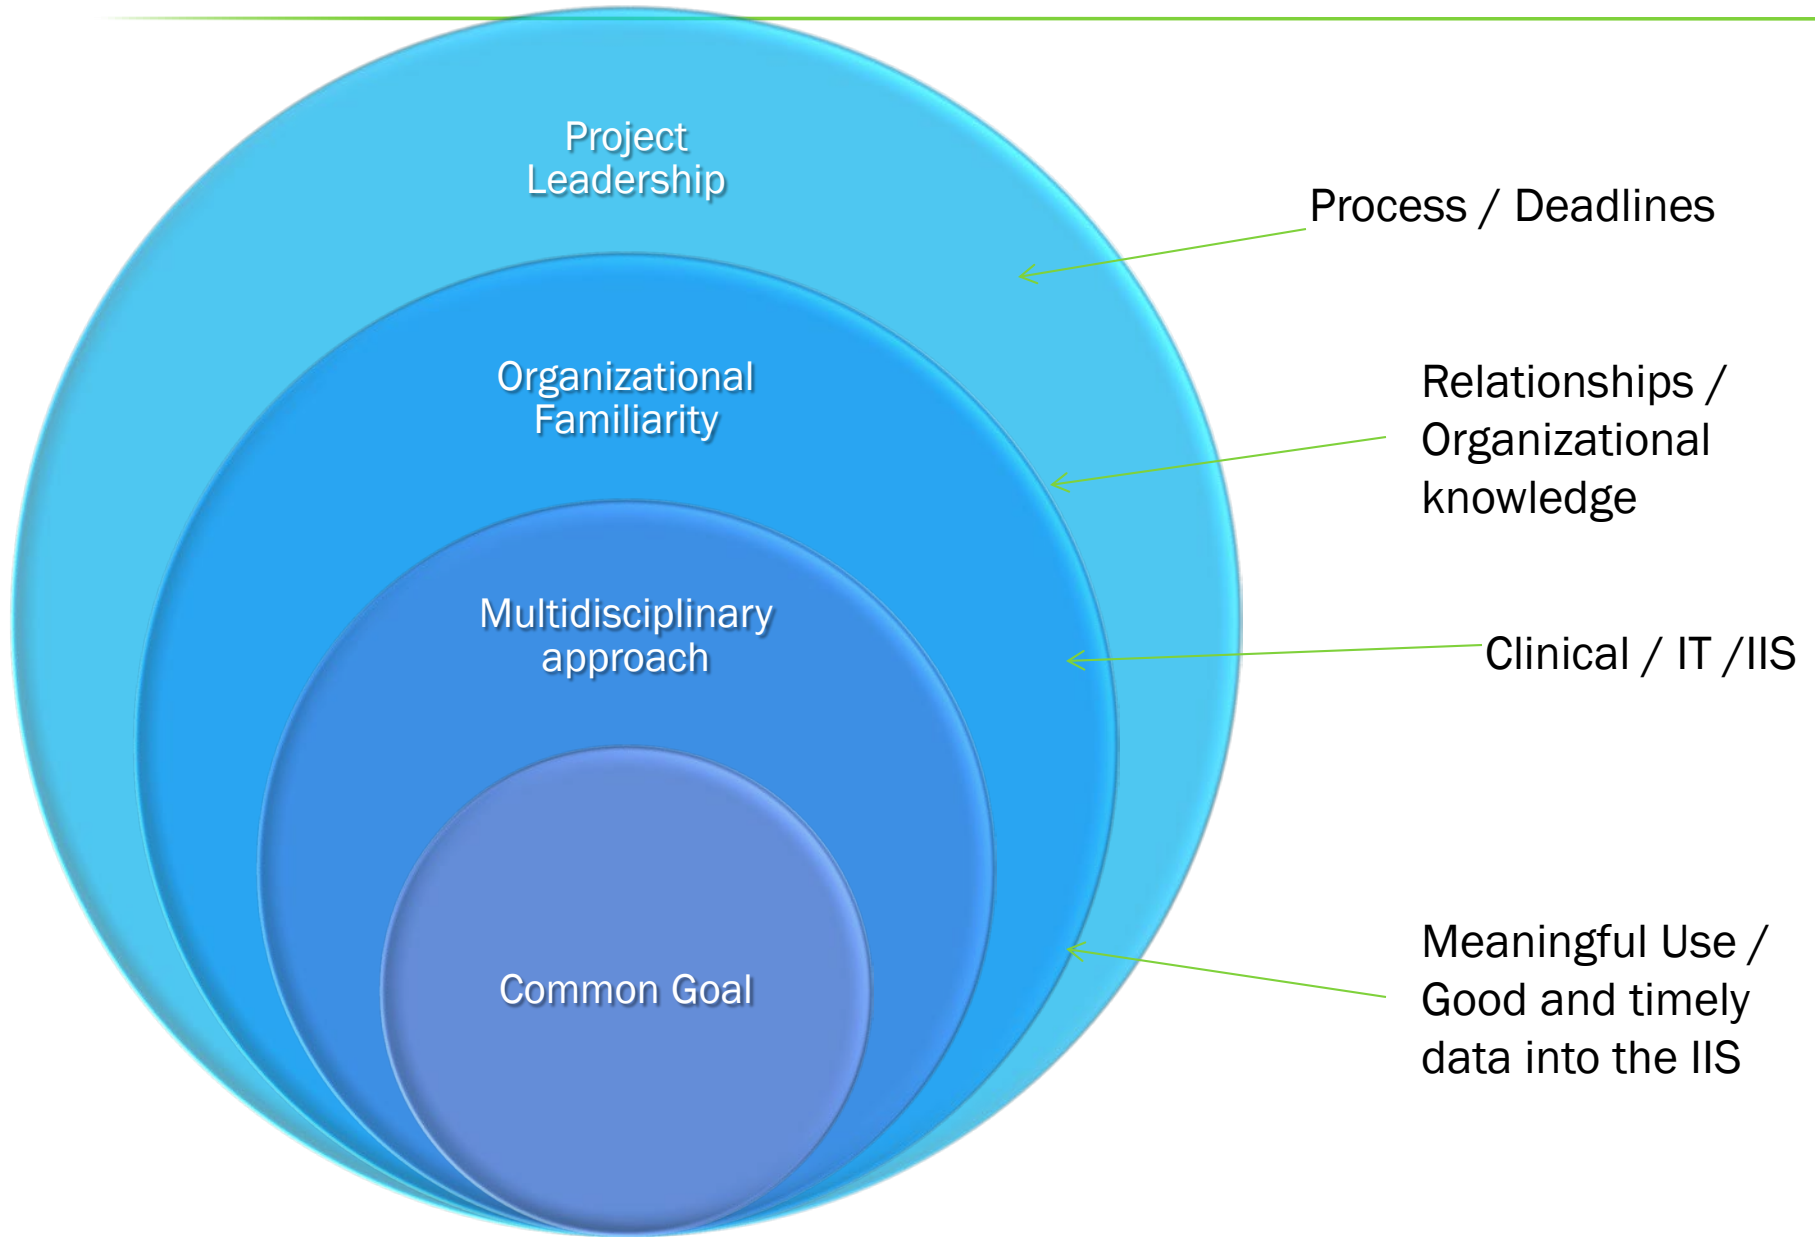 Project
Leadership
Process / Deadlines
Organizational
Familiarity
Relationships /
Organizational
knowledge
Multidisciplinary
approach
Clinical / IT /IIS
Common Goal
Meaningful Use /
Good and timely
data into the IIS